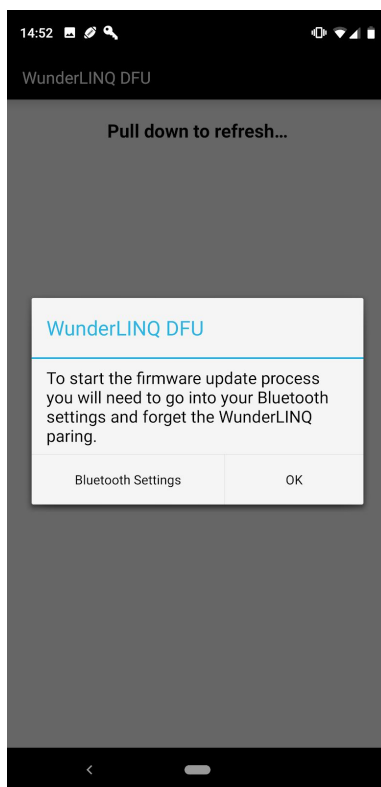 14:52
WunderLINQ DFU
Pull down to refresh...
WunderLINQ DFU
To start the firmware update process
you will need to go into your Bluetooth
settings and forget the WunderLINQ
paring.
Bluetooth Settings OK